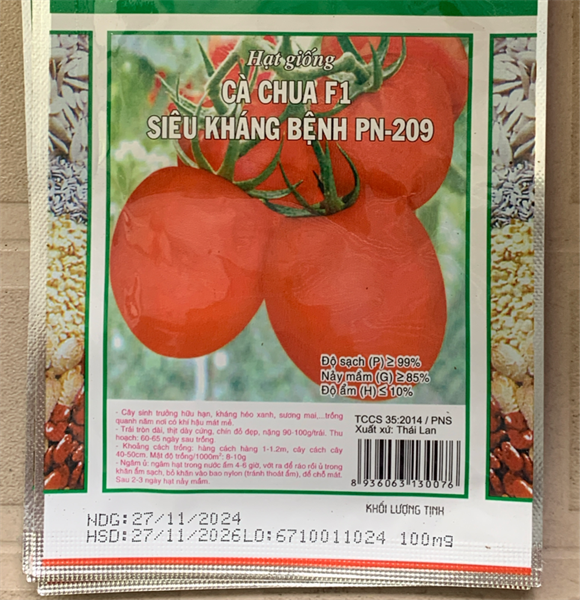 Hạt giống
CÀ CHUA F1
SIÊU KHÁNG BỆNH PN-209
Độ sạch (P) ≥ 99%
Nảy mầm (G) ≥ 85%
Độ ẩm (H) ≤ 10%
- Cây sinh trưởng hữu hạn, kháng héo xanh, sương mai,...trồng
quanh năm nơi có khí hậu mát mẻ.
- Trái tròn dài, thịt dày cứng, chín đỏ đẹp, nặng 90-100g/trái. Thu
hoạch: 60-65 ngày sau trồng.
- Khoảng cách trồng: hàng cách hàng 1-1.2m, cây cách cây
40-50cm. Mật độ trồng/1000m²: 8-10g
- Ngâm ủ: ngâm hạt trong nước ấm 4-6 giờ, vớt ra để ráo rồi ủ trong
khăn ẩm sạch, bỏ khăn vào bao nylon (tránh thoát ẩm), để chỗ mát.
Sau 2-3 ngày hạt nảy mầm.
TCCS 35:2014 / PNS
Xuất xứ: Thái Lan
8 936063 130076
KHỐI LƯỢNG TỊNH
NDG:27/11/2024
HSD:27/11/2026LO:6710011024 100mg